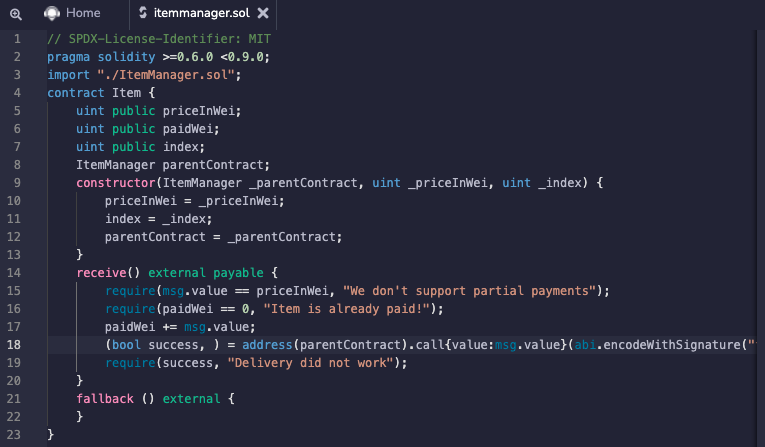 Home
itemmanager.sol
1 // SPDX-License-Identifier: MIT
2 pragma solidity >=0.6.0 <0.9.0;
3 import "./ItemManager.sol";
4 contract Item {
5 uint public priceInWei;
6 uint public paidWei;
7 uint public index;
8 ItemManager parentContract;
9 constructor(ItemManager _parentContract, uint _priceInWei, uint _index) {
10 priceInWei = _priceInWei;
11 index = _index;
12 parentContract = _parentContract;
13 }
14 receive() external payable {
15 require(msg.value == priceInWei, "We don't support partial payments");
16 require(paidWei == 0, "Item is already paid!");
17 paidWei += msg.value;
18 (bool success, ) = address(parentContract).call{value:msg.value}(abi.encodeWithSignature("
19 require(success, "Delivery did not work");
20 }
21 fallback () external {
22 }
23 }